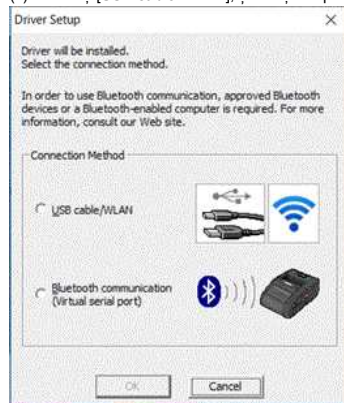 Driver Setup
Driver will be installed.
Select the connection method.
In order to use Bluetooth communication, approved Bluetooth
devices or a Bluetooth-enabled computer is required. For more
information, consult our Web site.
Connection Method
USB cable/WLAN
Bluetooth communication
(Virtual serial port)
OK
Cancel